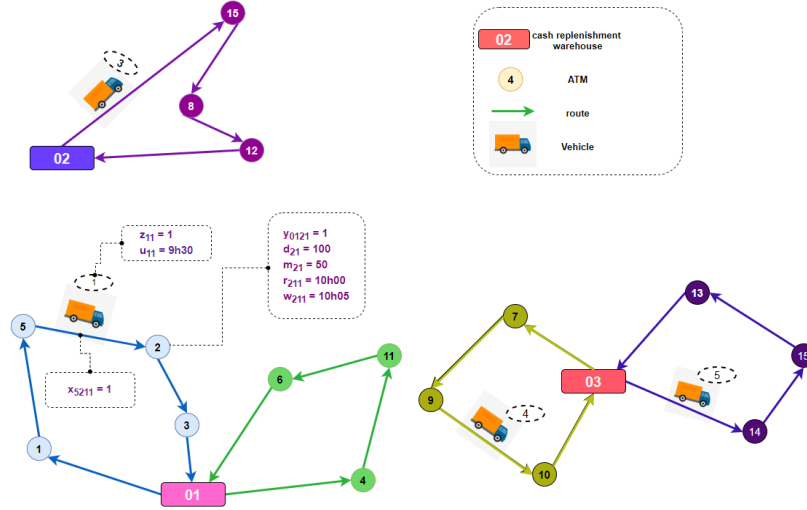 15
3
8
02
12
02 cash replenishment
warehouse
4 ATM
route
Vehicle
z11 = 1
u11 = 9h30
y0121 = 1
d21 = 100
m21 = 50
r211 = 10h00
w211 = 10h05
1
5
2
x5211 = 1
3
1
01
6
11
4
7
9
10
4
03
13
5
15
14